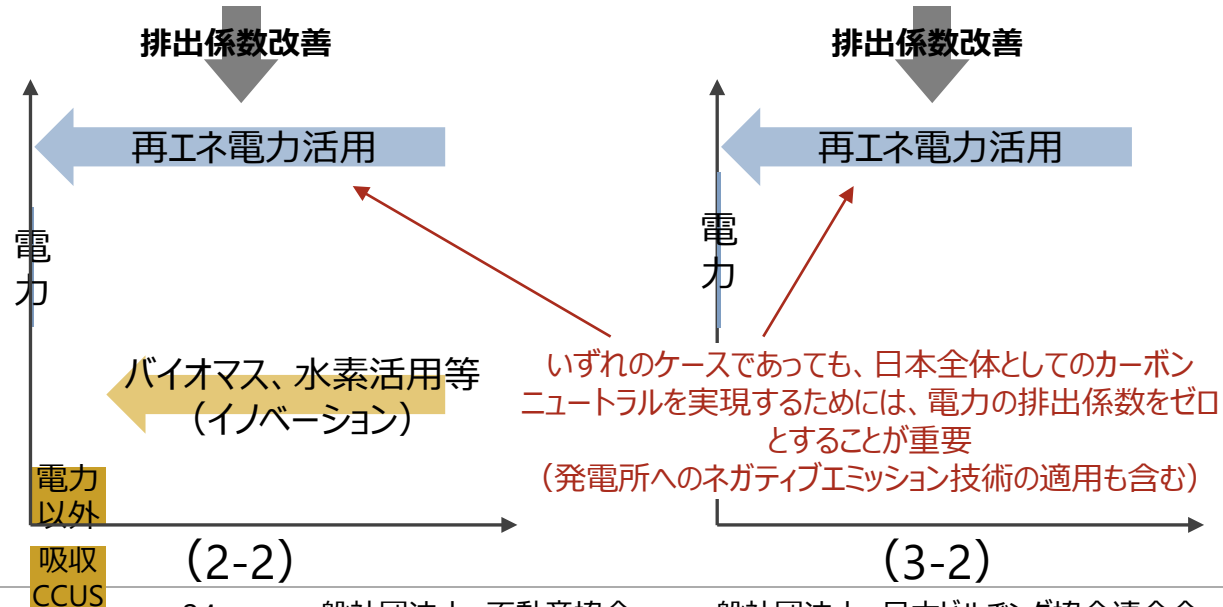 排出係数改善
再エネ電力活用
電
力
バイオマス、水素活用等
（イノベーション）
電力
以外
吸収
CCUS
（2-2）
排出係数改善
再エネ電力活用
電
力
いずれのケースであっても、日本全体としてのカーボン
ニュートラルを実現するためには、電力の排出係数をゼロ
とすることが重要
（発電所へのネガティブエミッション技術の適用も含む）
（3-2）